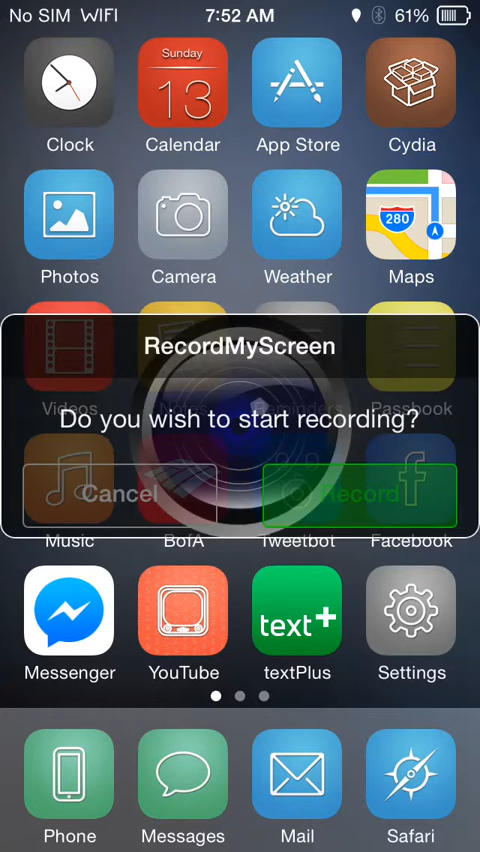 No SIM WIFI 7:52 AM 61%
Sunday
13
280
Clock Calendar App Store Cydia
Photos Camera Weather Maps
RecordMyScreen
Videos Notes Reminders Passbook
Do you wish to start recording?
Cancel Record
Music BofA Tweetbot Facebook
text+
Messenger YouTube textPlus Settings
Phone Messages Mail Safari